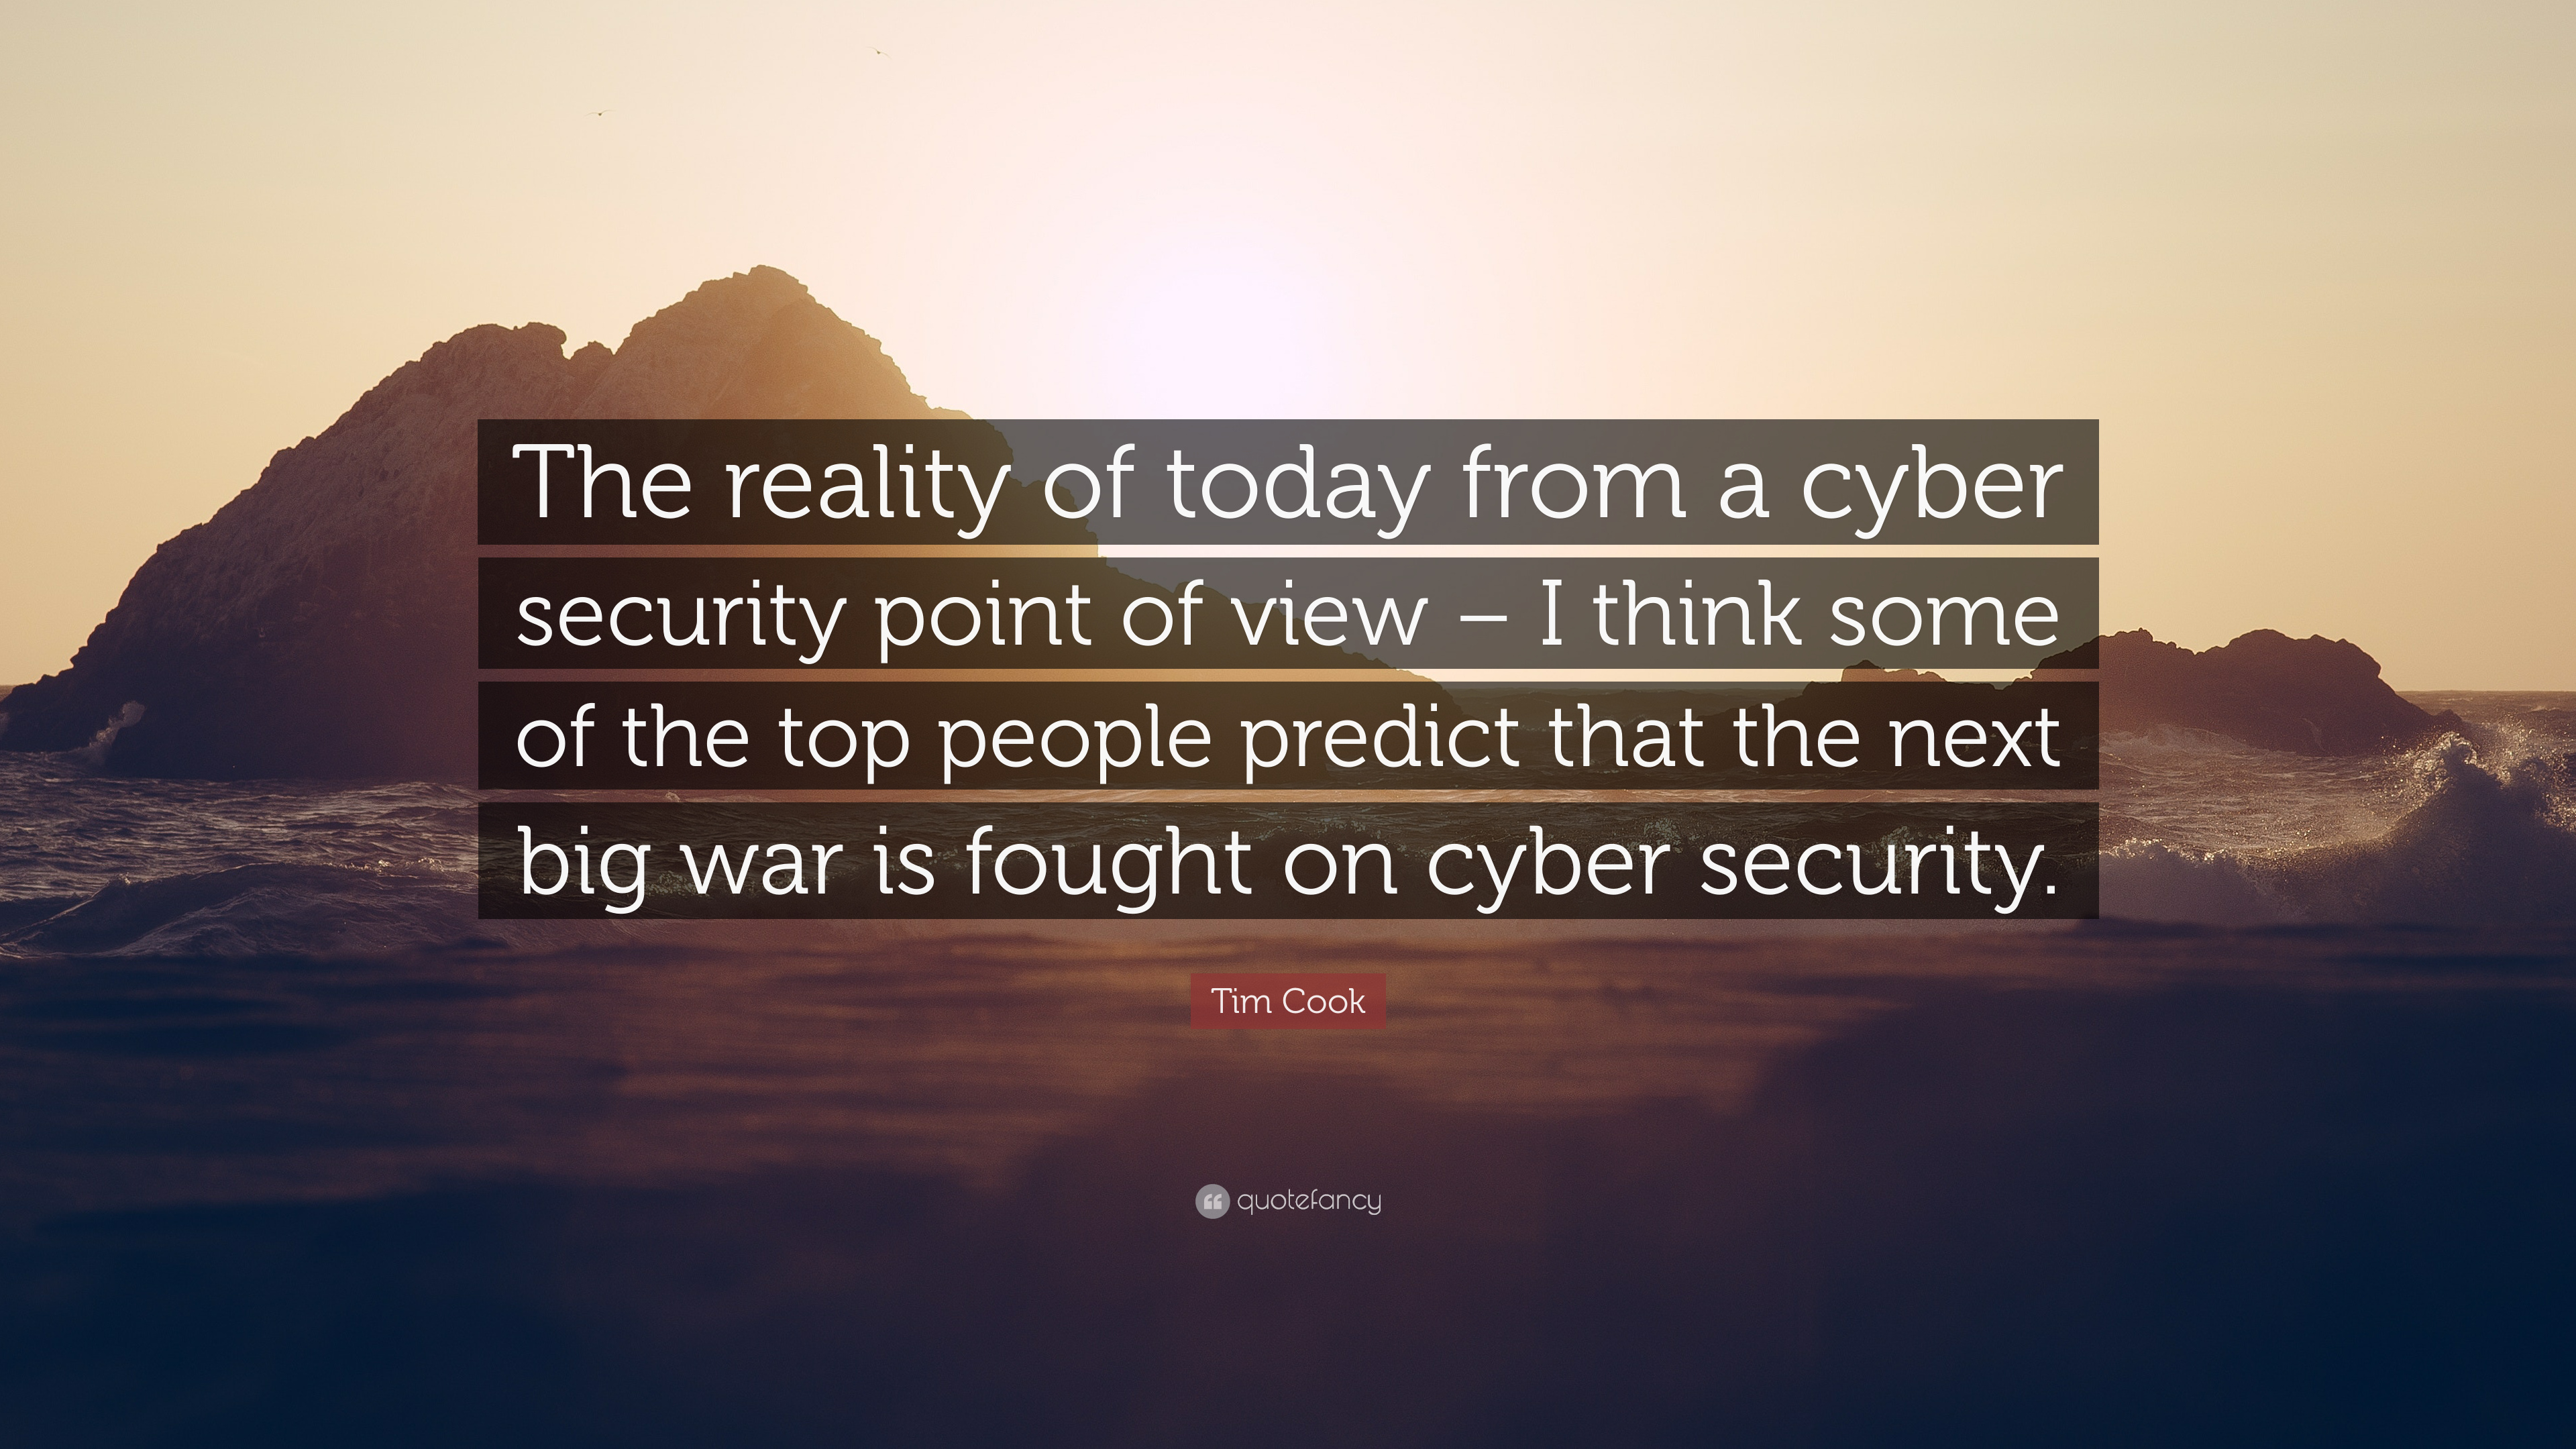 The reality of today from a cyber
security point of view – I think some
of the top people predict that the next
big war is fought on cyber security.
Tim Cook
quotefancy